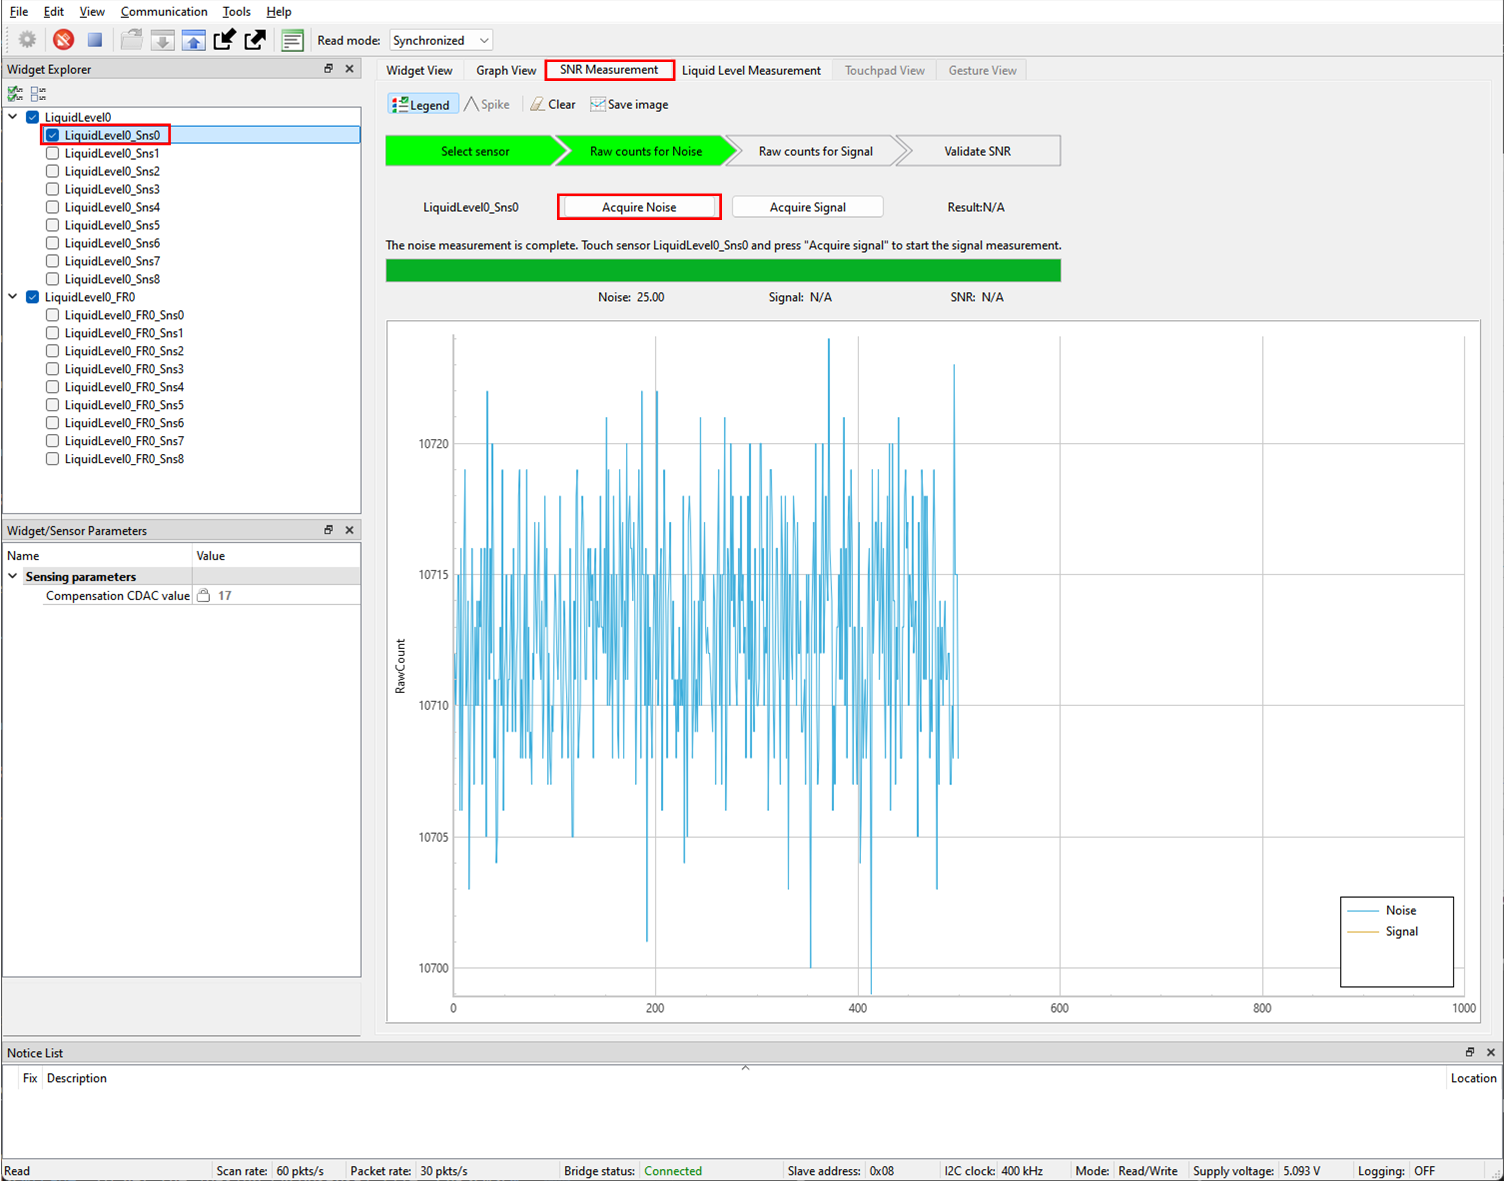 File Edit View Communication Tools Help
Read mode: Synchronized
Widget Explorer
LiquidLevel0
LiquidLevel0_Sns0
LiquidLevel0_Sns1
LiquidLevel0_Sns2
LiquidLevel0_Sns3
LiquidLevel0_Sns4
LiquidLevel0_Sns5
LiquidLevel0_Sns6
LiquidLevel0_Sns7
LiquidLevel0_Sns8
LiquidLevel0_FR0
LiquidLevel0_FR0_Sns0
LiquidLevel0_FR0_Sns1
LiquidLevel0_FR0_Sns2
LiquidLevel0_FR0_Sns3
LiquidLevel0_FR0_Sns4
LiquidLevel0_FR0_Sns5
LiquidLevel0_FR0_Sns6
LiquidLevel0_FR0_Sns7
LiquidLevel0_FR0_Sns8
Widget/Sensor Parameters
Name Value
Sensing parameters
Compensation CDAC value 17
Widget View Graph View SNR Measurement Liquid Level Measurement Touchpad View Gesture View
Legend Spike Clear Save image
Select sensor Raw counts for Noise Raw counts for Signal Validate SNR
LiquidLevel0_Sns0 Acquire Noise Acquire Signal Result:N/A
The noise measurement is complete. Touch sensor LiquidLevel0_Sns0 and press "Acquire signal" to start the signal measurement.
Noise: 25.00 Signal: N/A SNR: N/A
10720
10715
RawCount
10710
10705
10700
Noise
Signal
0 200 400 600 800 1000
Notice List
Fix Description Location
Read Scan rate: 60 pkts/s Packet rate: 30 pkts/s Bridge status: Connected Slave address: 0x08 I2C clock: 400 kHz Mode: Read/Write Supply voltage: 5.093 V Logging: OFF